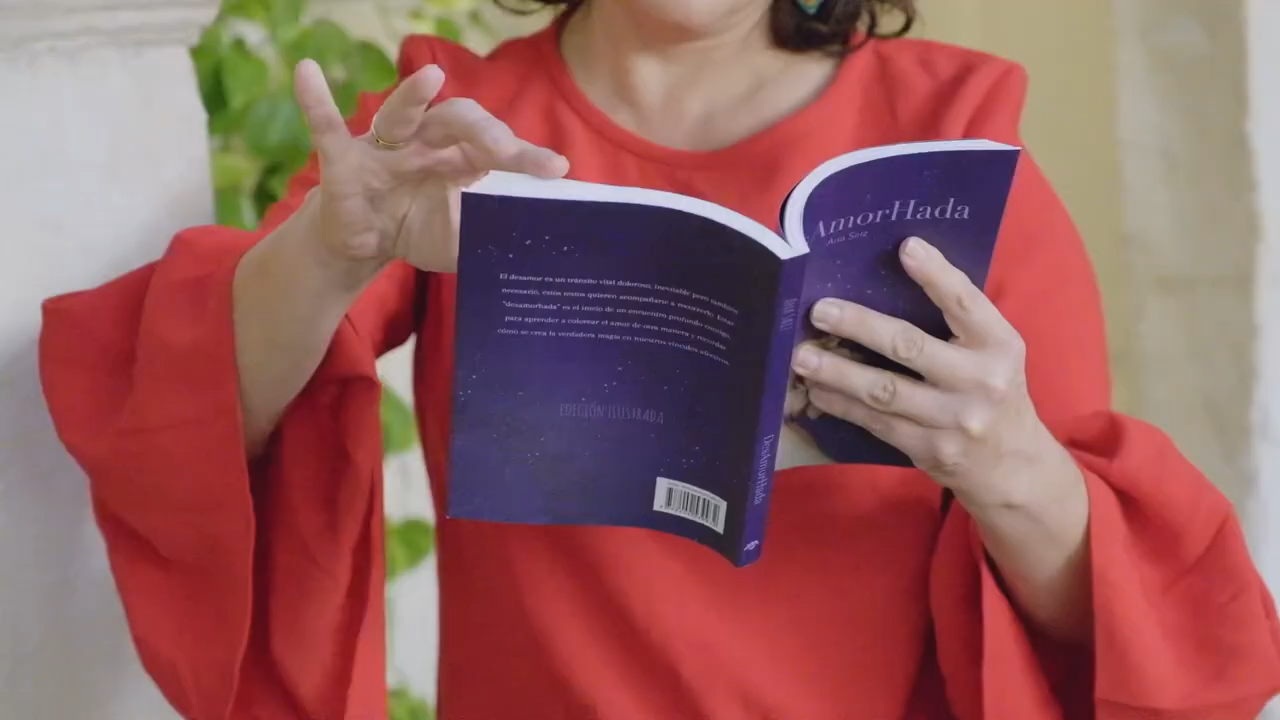 El desamor es un tránsito vital doloroso, inevitable pero también
necesario, estos textos quieren acompañarte a recorrerlo. Estar
"desamorhada" es el inicio de un encuentro profundo contigo,
para aprender a colorear el amor de otra manera y recordar
cómo se crea la verdadera magia en nuestros vínculos afectivos.
EDICIÓN ILUSTRADA
DesAmorHada
AmorHada
Ana